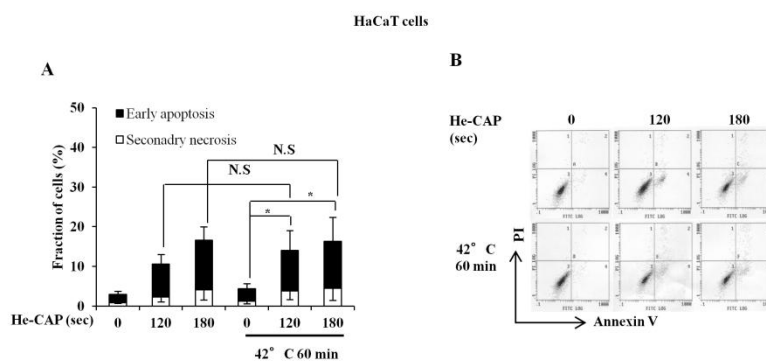 HaCaT cells
A
Early apoptosis
Seconadry necrosis
Fraction of cells (%)
50
40
30
20
10
0
N.S
N.S
*
*
He-CAP (sec)
0
120
180
0
120
180
42° C 60 min
B
He-CAP
(sec)
0
120
180
42° C
60 min
PI
Annexin V